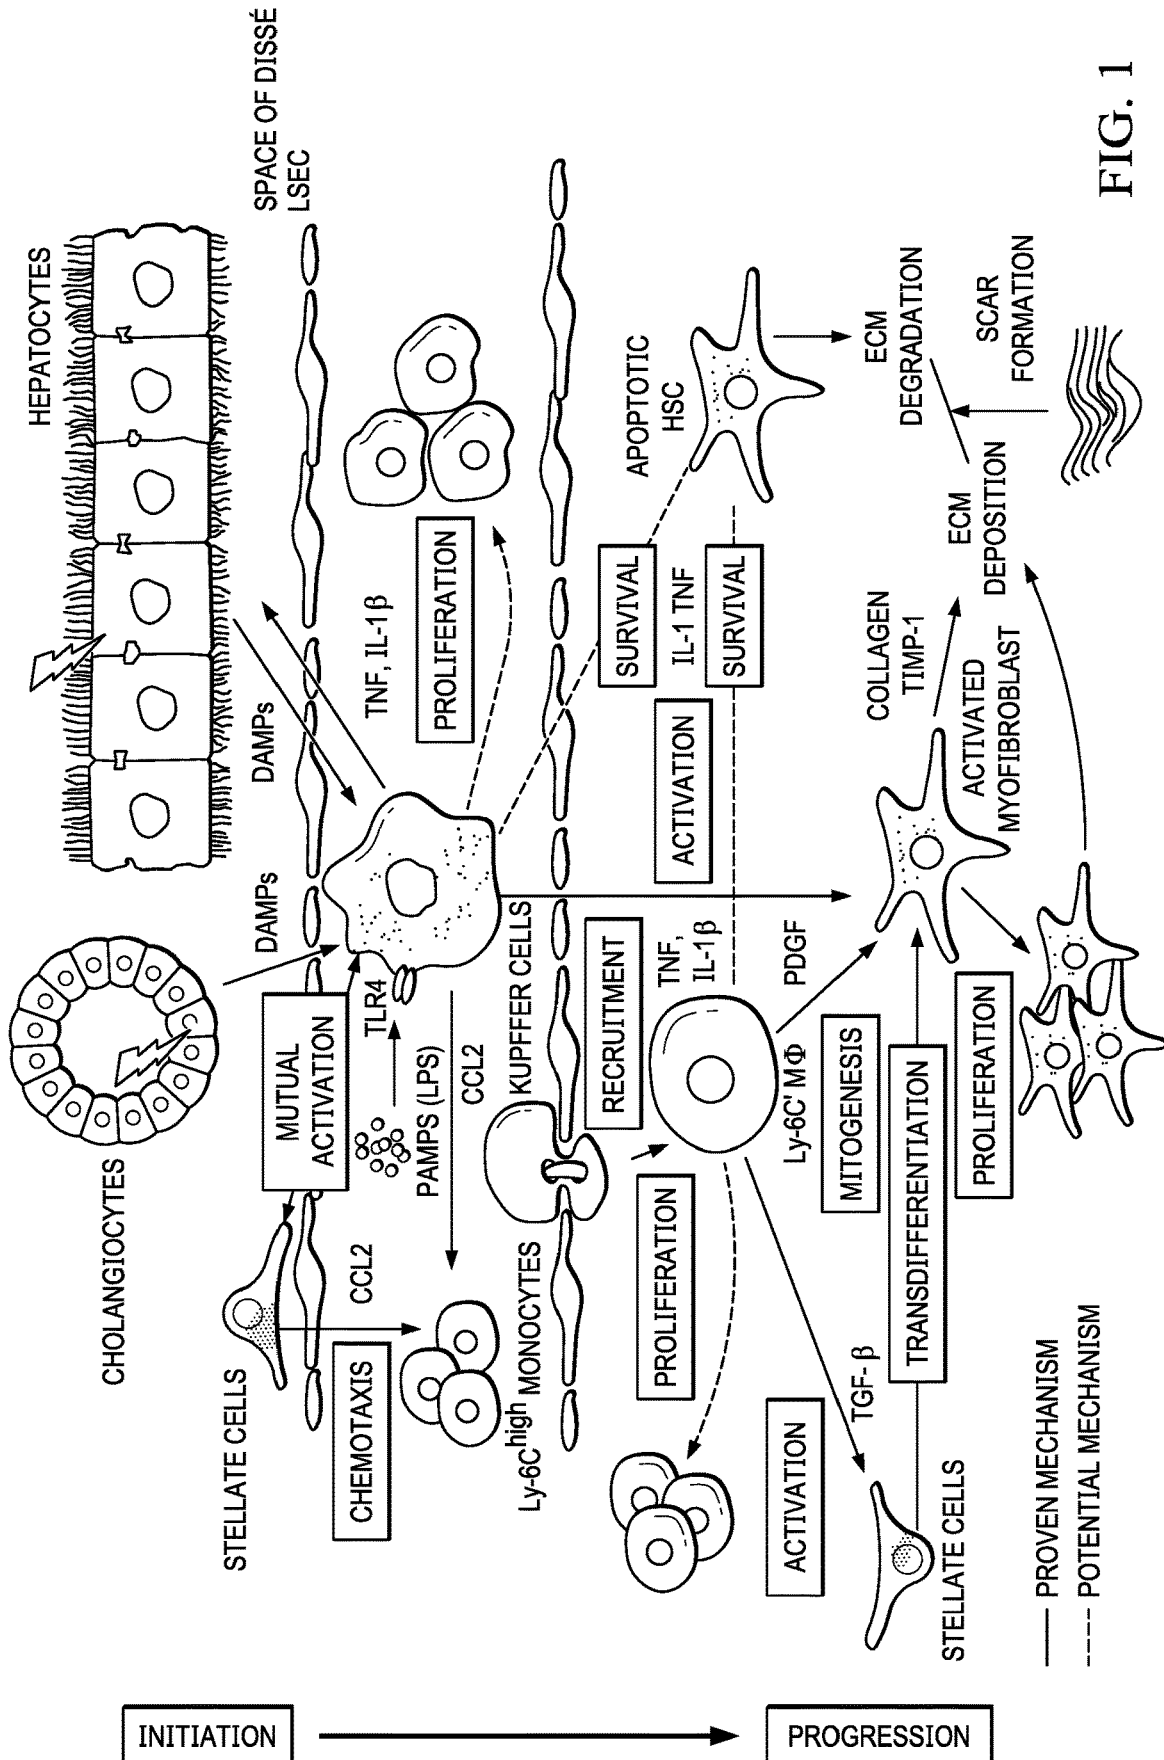 INITIATION
PROGRESSION
CHOLANGIOCYTES
HEPATOCYTES
SPACE OF DISSÉ
LSEC
STELLATE CELLS
MUTUAL
ACTIVATION
DAMPs
DAMPs
CHEMOTAXIS
CCL2
PAMPS (LPS)
TLR4
CCL2
TNF, IL-1β
PROLIFERATION
Ly-6Chigh MONOCYTES
KUPFFER CELLS
RECRUITMENT
PROLIFERATION
TNF,
IL-1β
ACTIVATION
SURVIVAL
IL-1 TNF
SURVIVAL
APOPTOTIC
HSC
ACTIVATION
TGF- β
Ly-6C' MΦ
PDGF
MITOGENESIS
TRANSDIFFERENTIATION
PROLIFERATION
COLLAGEN
TIMP-1
ACTIVATED
MYOFIBROBLAST
ECM
DEPOSITION
ECM
DEGRADATION
SCAR
FORMATION
STELLATE CELLS
PROVEN MECHANISM
POTENTIAL MECHANISM
FIG. 1